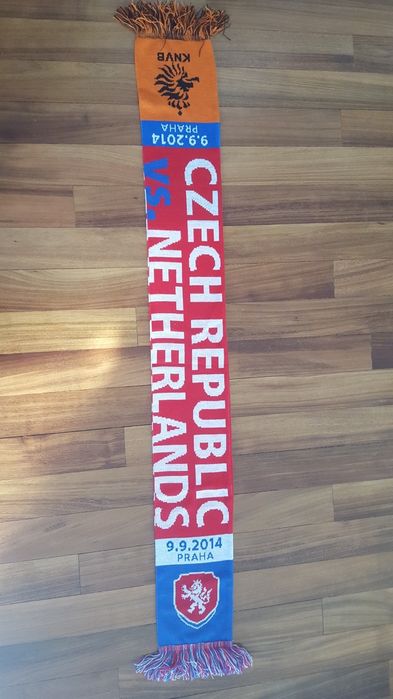 KNVB
9.9.2014
PRAHA
CZECH REPUBLIC
vs. NETHERLANDS
9.9.2014
PRAHA